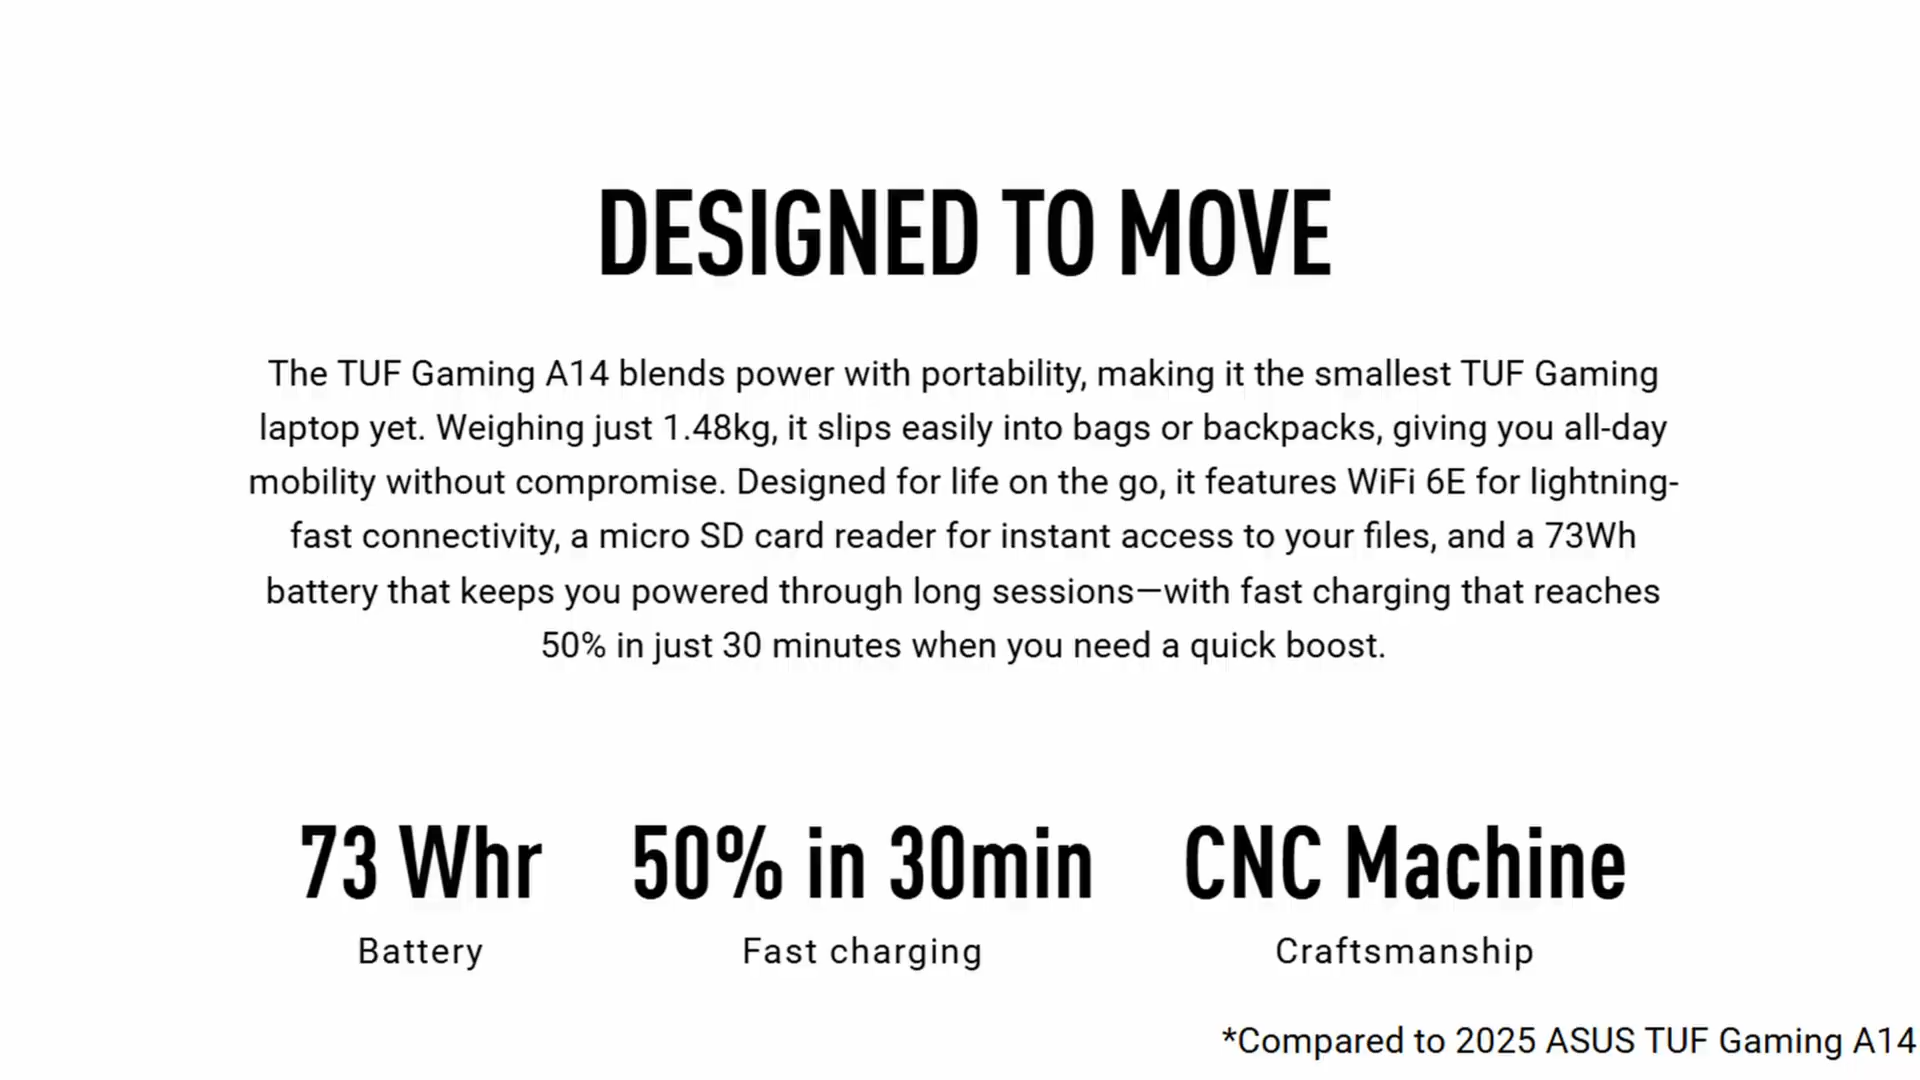 DESIGNED TO MOVE
The TUF Gaming A14 blends power with portability, making it the smallest TUF Gaming
laptop yet. Weighing just 1.48kg, it slips easily into bags or backpacks, giving you all-day
mobility without compromise. Designed for life on the go, it features WiFi 6E for lightning-
fast connectivity, a micro SD card reader for instant access to your files, and a 73Wh
battery that keeps you powered through long sessions—with fast charging that reaches
50% in just 30 minutes when you need a quick boost.
73 Whr 50% in 30min CNC Machine
Battery Fast charging Craftsmanship
*Compared to 2025 ASUS TUF Gaming A14